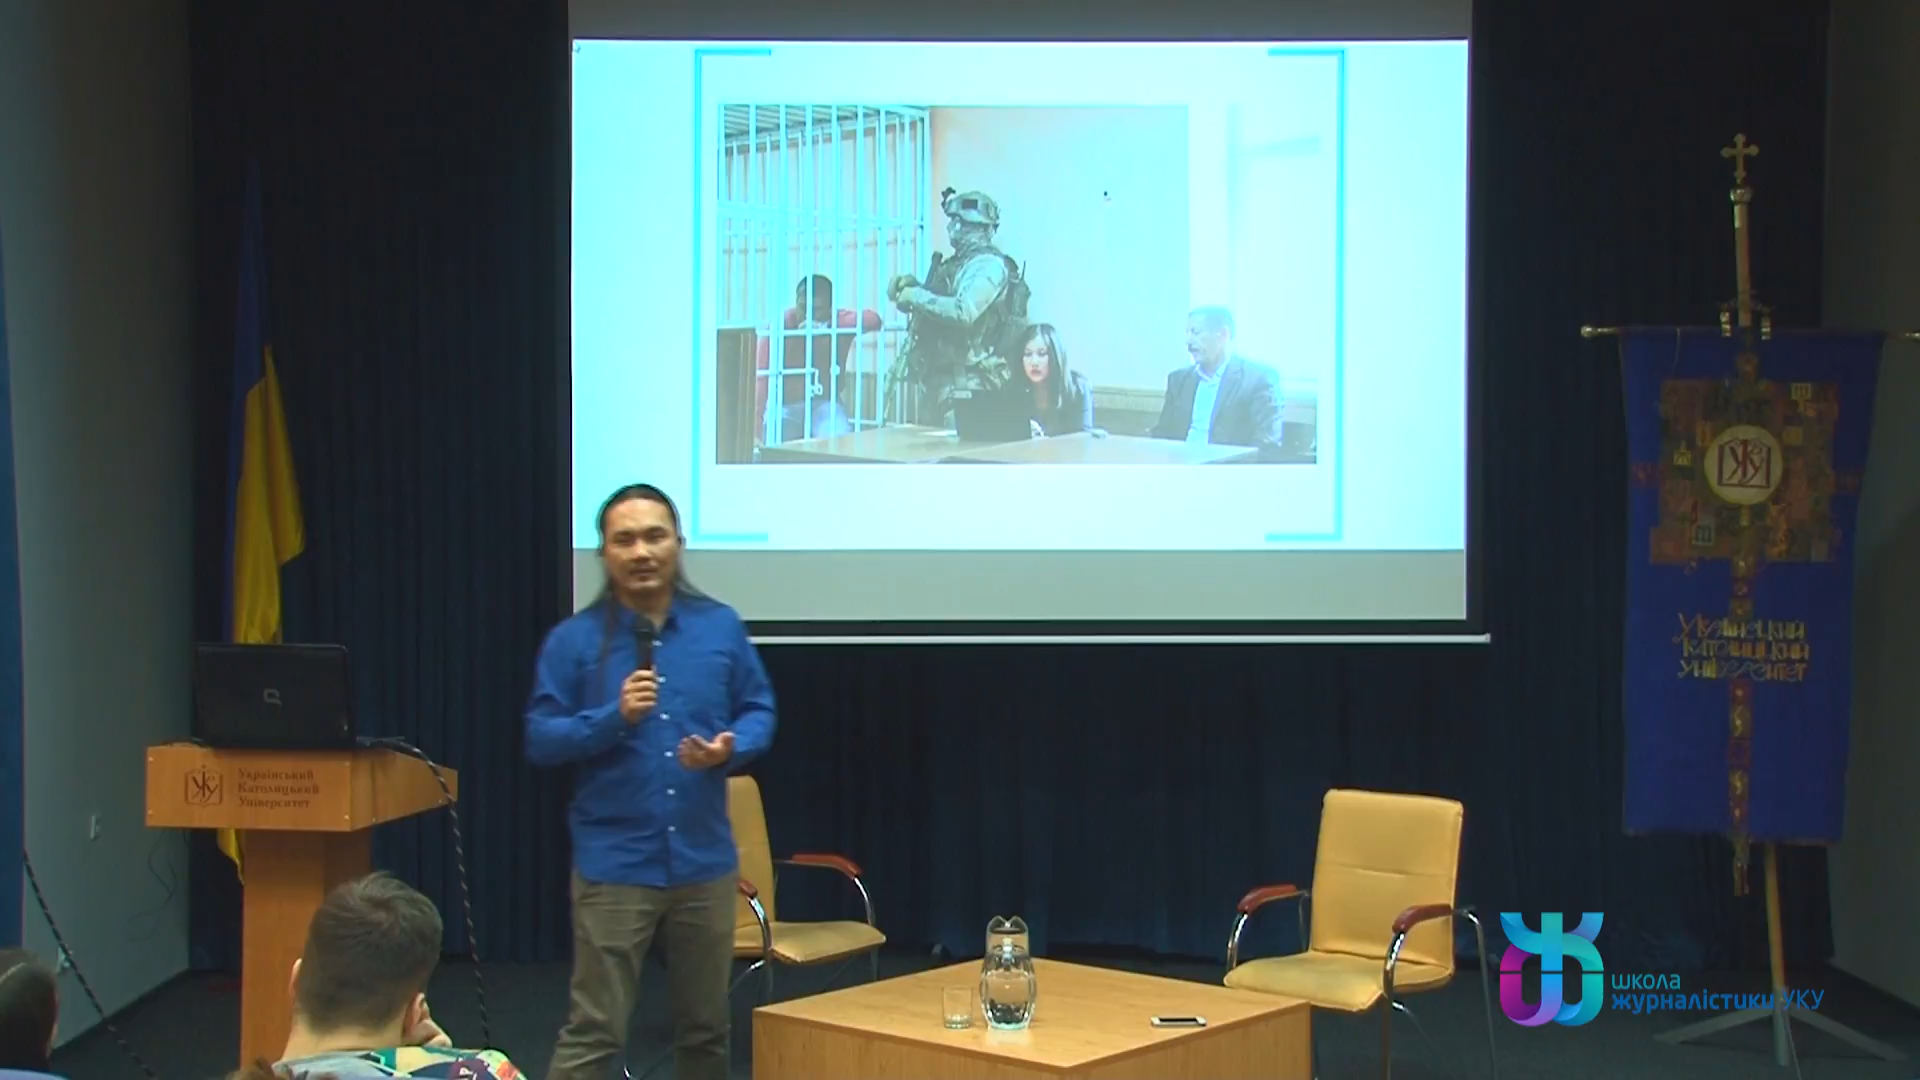 Український
Католицький
Університет
УКРАЇНСЬКИЙ
КАТОЛИЦЬКИЙ
УНІВЕРСИТЕТ
школа
журналістики УКУ